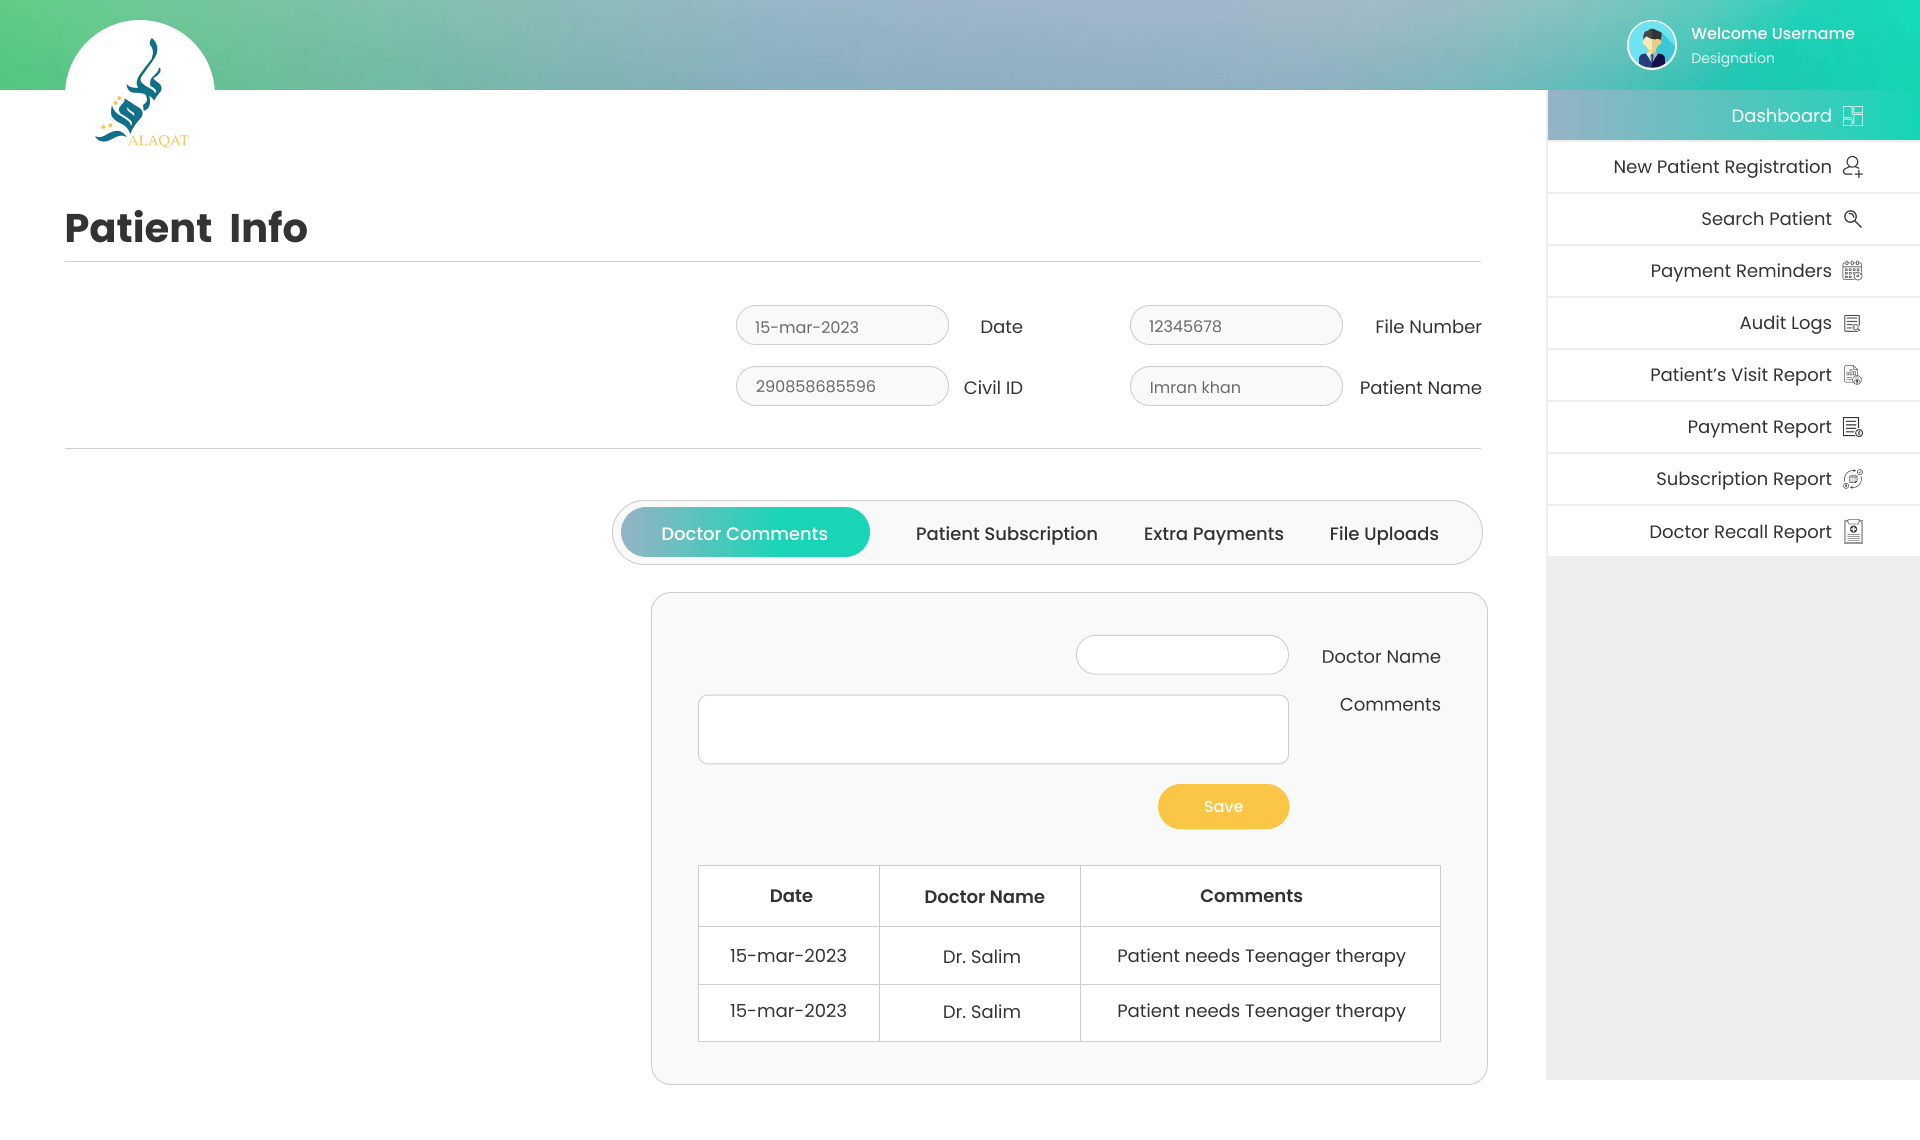 Welcome Username
Designation
ALAQAT
Dashboard
New Patient Registration
Search Patient
Payment Reminders
Audit Logs
Patient’s Visit Report
Payment Report
Subscription Report
Doctor Recall Report
Patient Info
15-mar-2023 Date 12345678 File Number
290858685596 Civil ID Imran khan Patient Name
Doctor Comments Patient Subscription Extra Payments File Uploads
Doctor Name
Comments
Save
Date Doctor Name Comments
15-mar-2023 Dr. Salim Patient needs Teenager therapy
15-mar-2023 Dr. Salim Patient needs Teenager therapy